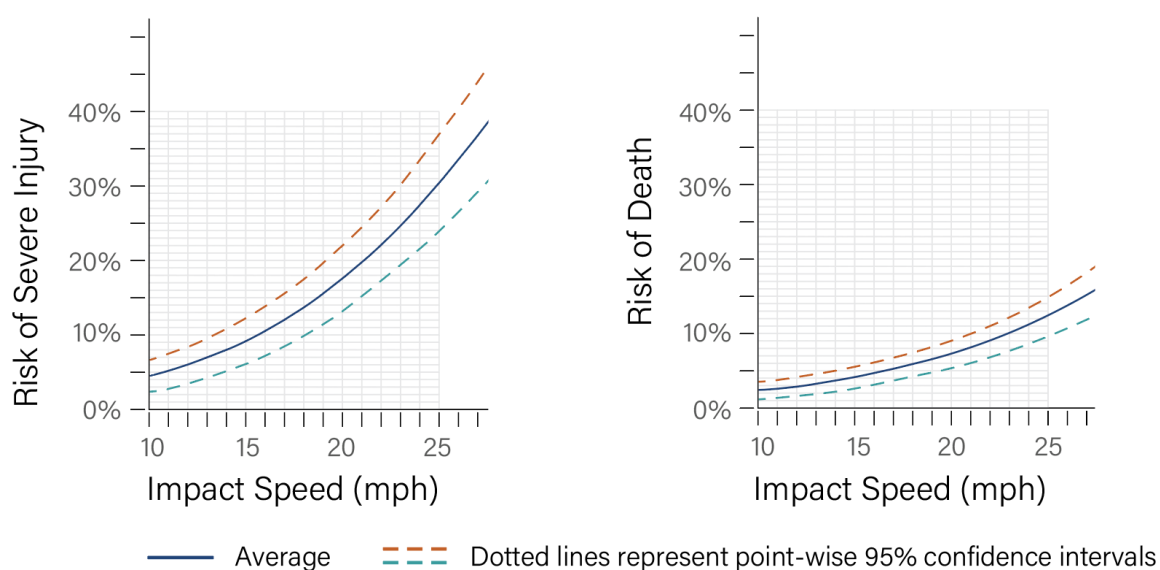 Risk of Severe Injury
40%
30%
20%
10%
0%
10 15 20 25
Impact Speed (mph)
Risk of Death
40%
30%
20%
10%
0%
10 15 20 25
Impact Speed (mph)
Average
Dotted lines represent point-wise 95% confidence intervals